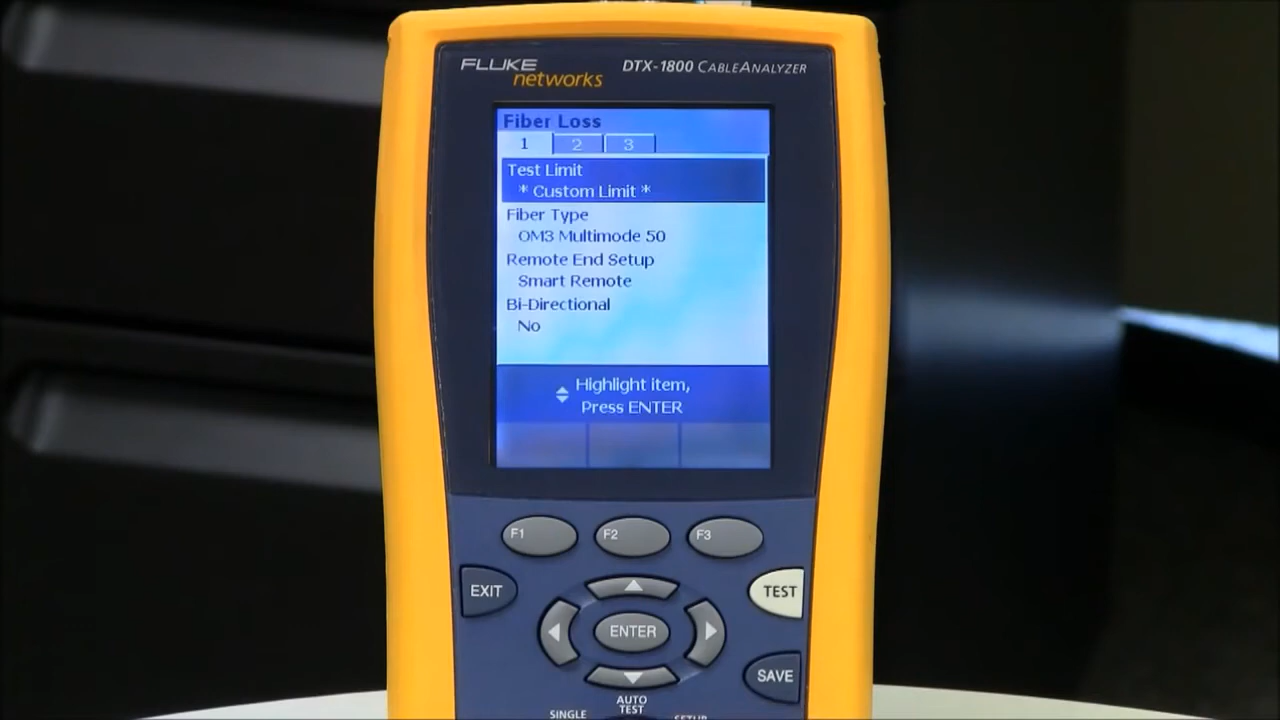 FLUKE
networks
DTX-1800 CABLEANALYZER
Fiber Loss
1 2 3
Test Limit
* Custom Limit *
Fiber Type
OM3 Multimode 50
Remote End Setup
Smart Remote
Bi-Directional
No
Highlight item,
Press ENTER
F1 F2 F3
EXIT
TEST
ENTER
SAVE
AUTO
TEST
SINGLE
SETUP